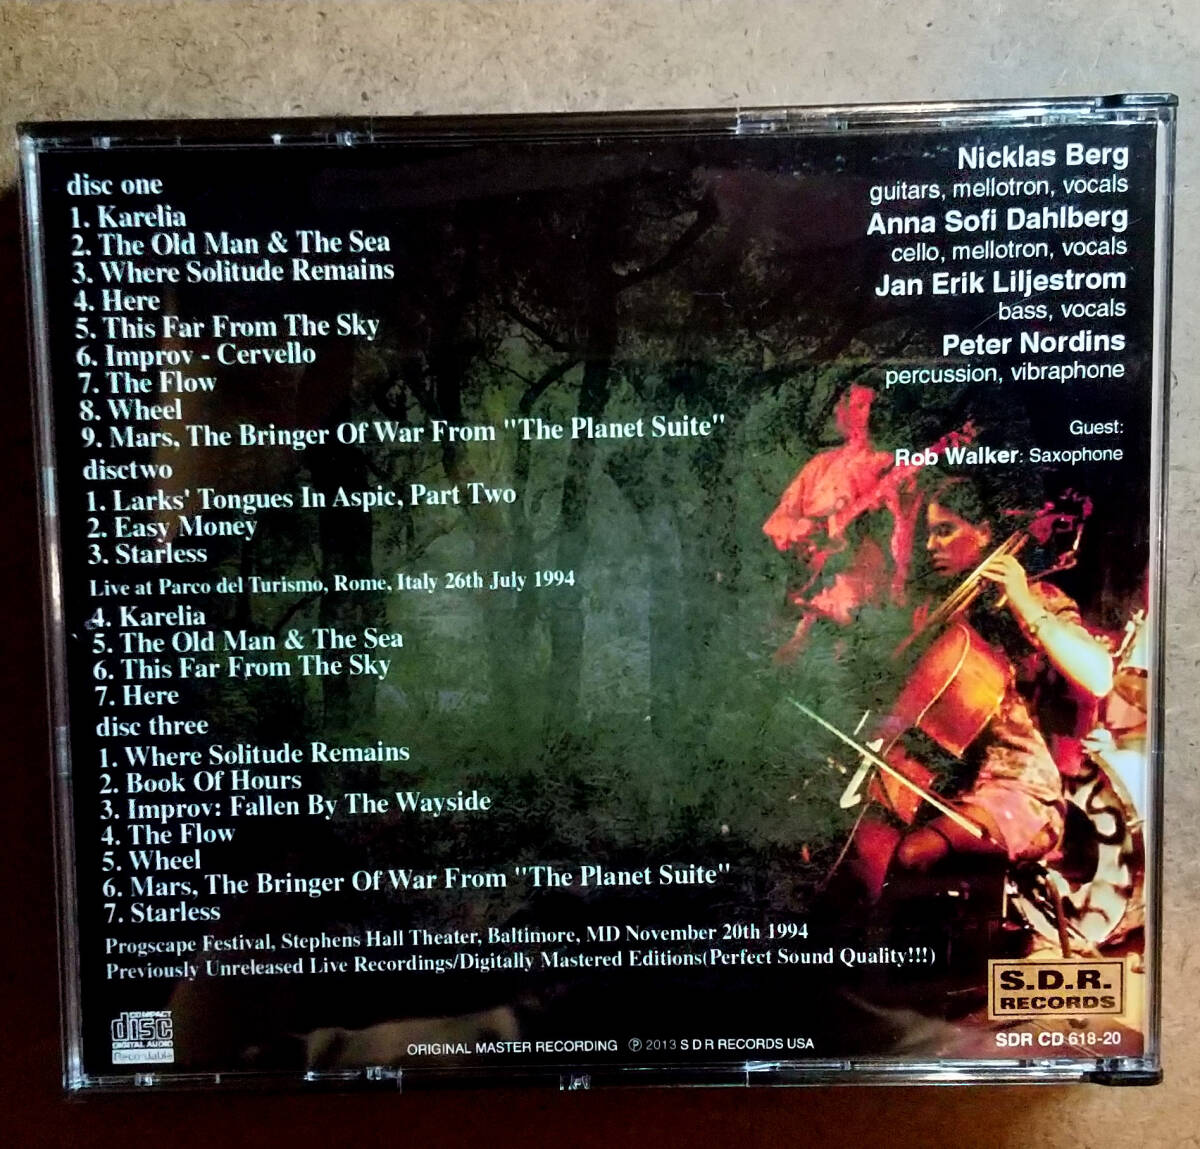 disc one
1. Karelia
2. The Old Man & The Sea
3. Where Solitude Remains
4. Here
5. This Far From The Sky
6. Improv - Cervello
7. The Flow
8. Wheel
9. Mars, The Bringer Of War From "The Planet Suite"
disctwo
1. Larks' Tongues In Aspic, Part Two
2. Easy Money
3. Starless
Live at Parco del Turismo, Rome, Italy 26th July 1994
4. Karelia
5. The Old Man & The Sea
6. This Far From The Sky
7. Here
disc three
1. Where Solitude Remains
2. Book Of Hours
3. Improv: Fallen By The Wayside
4. The Flow
5. Wheel
6. Mars, The Bringer Of War From "The Planet Suite"
7. Starless
Progscape Festival, Stephens Hall Theater, Baltimore, MD November 20th 1994
Previously Unreleased Live Recordings/Digitally Mastered Editions(Perfect Sound Quality!!!)
Nicklas Berg
guitars, mellotron, vocals
Anna Sofi Dahlberg
cello, mellotron, vocals
Jan Erik Liljestrom
bass, vocals
Peter Nordins
percussion, vibraphone
Guest:
Rob Walker: Saxophone
S.D.R.
RECORDS
SDR CD 618-20
COMPACT
disc
DIGITAL AUDIO
Recordable
ORIGINAL MASTER RECORDING ℗ 2013 S D R RECORDS USA